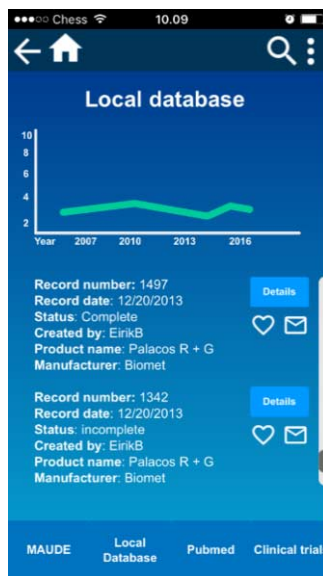 Chess 10.09
Local database
10
8
6
4
2
Year 2007 2010 2013 2016
Record number: 1497
Record date: 12/20/2013
Status: Complete
Created by: EirikB
Product name: Palacos R + G
Manufacturer: Biomet
Details
Record number: 1342
Record date: 12/20/2013
Status: incomplete
Created by: EirikB
Product name: Palacos R + G
Manufacturer: Biomet
Details
MAUDE
Local
Database
Pubmed
Clinical trial